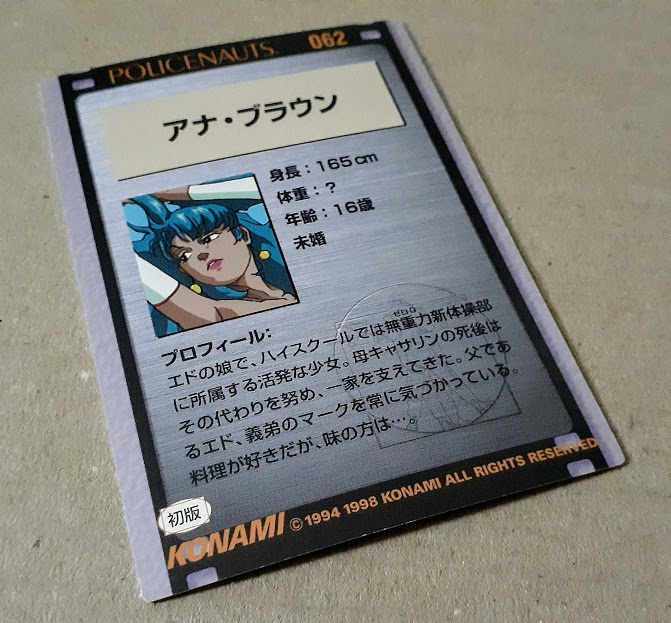 POLICENAUTS. 062
アナ・ブラウン
身長：165cm
体重：?
年齢：16歳
未婚
プロフィール：
ゼロG
エドの娘で、ハイスクールでは無重力新体操部
に所属する活発な少女。母キャサリンの死後は
その代わりを努め、一家を支えてきた。父であ
るエド、義弟のマークを常に気づかっている。
料理が好きだが、味の方は…。
初版
KONAMI ©1994 1998 KONAMI ALL RIGHTS RESERVED